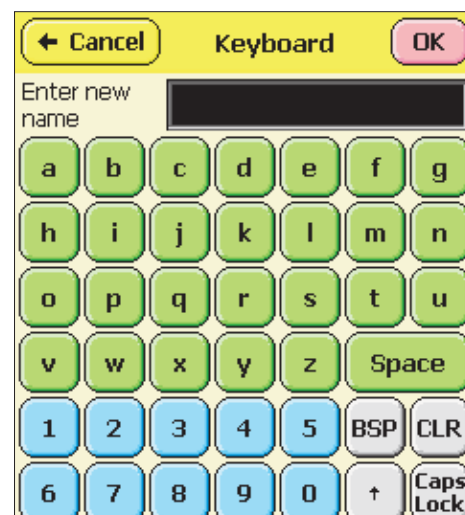 ← Cancel Keyboard OK
Enter new
name
a b c d e f g
h i j k l m n
o p q r s t u
v w x y z Space
1 2 3 4 5 BSP CLR
6 7 8 9 0 ↑ Caps
Lock